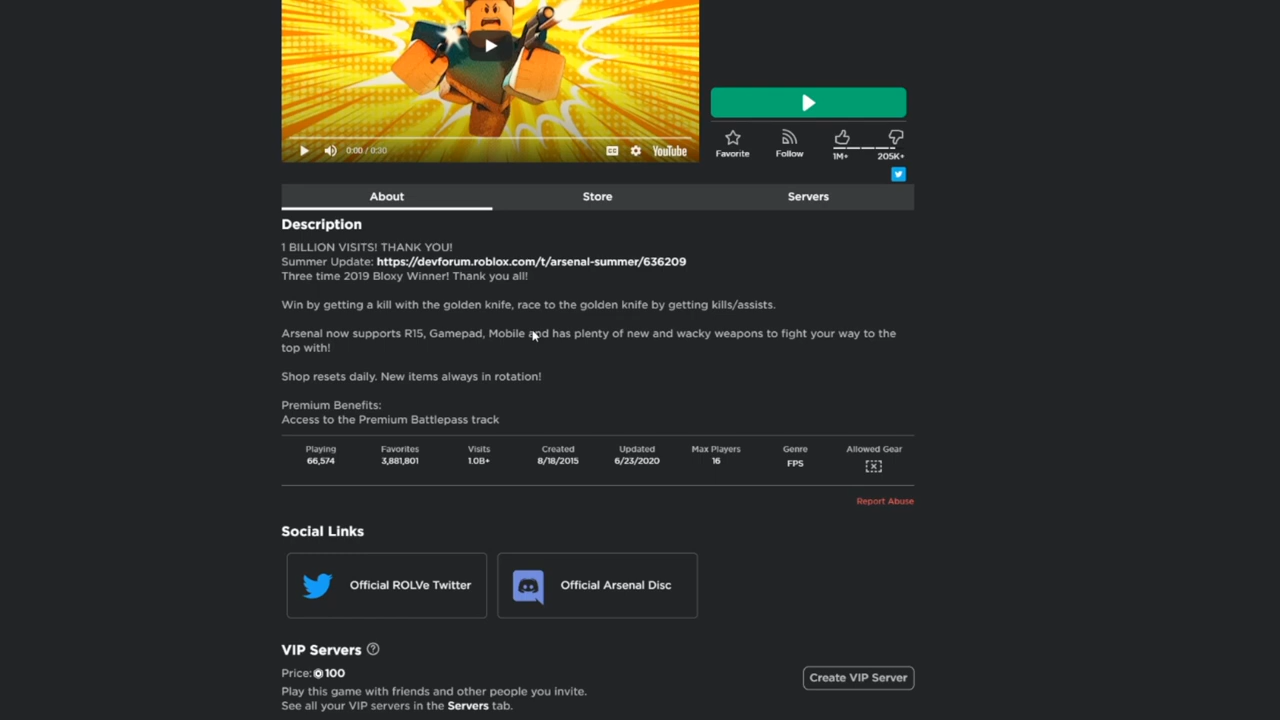 0:00 / 0:30
CC
YouTube
Favorite
Follow
1M+
205K+
About
Store
Servers
Description
1 BILLION VISITS! THANK YOU!
Summer Update: https://devforum.roblox.com/t/arsenal-summer/636209
Three time 2019 Bloxy Winner! Thank you all!
Win by getting a kill with the golden knife, race to the golden knife by getting kills/assists.
Arsenal now supports R15, Gamepad, Mobile and has plenty of new and wacky weapons to fight your way to the
top with!
Shop resets daily. New items always in rotation!
Premium Benefits:
Access to the Premium Battlepass track
Playing Favorites Visits Created Updated Max Players Genre Allowed Gear
66,574 3,881,801 1.0B+ 8/18/2015 6/23/2020 16 FPS
Report Abuse
Social Links
Official ROLVe Twitter
Official Arsenal Disc
VIP Servers
Price: 100
Create VIP Server
Play this game with friends and other people you invite.
See all your VIP servers in the Servers tab.